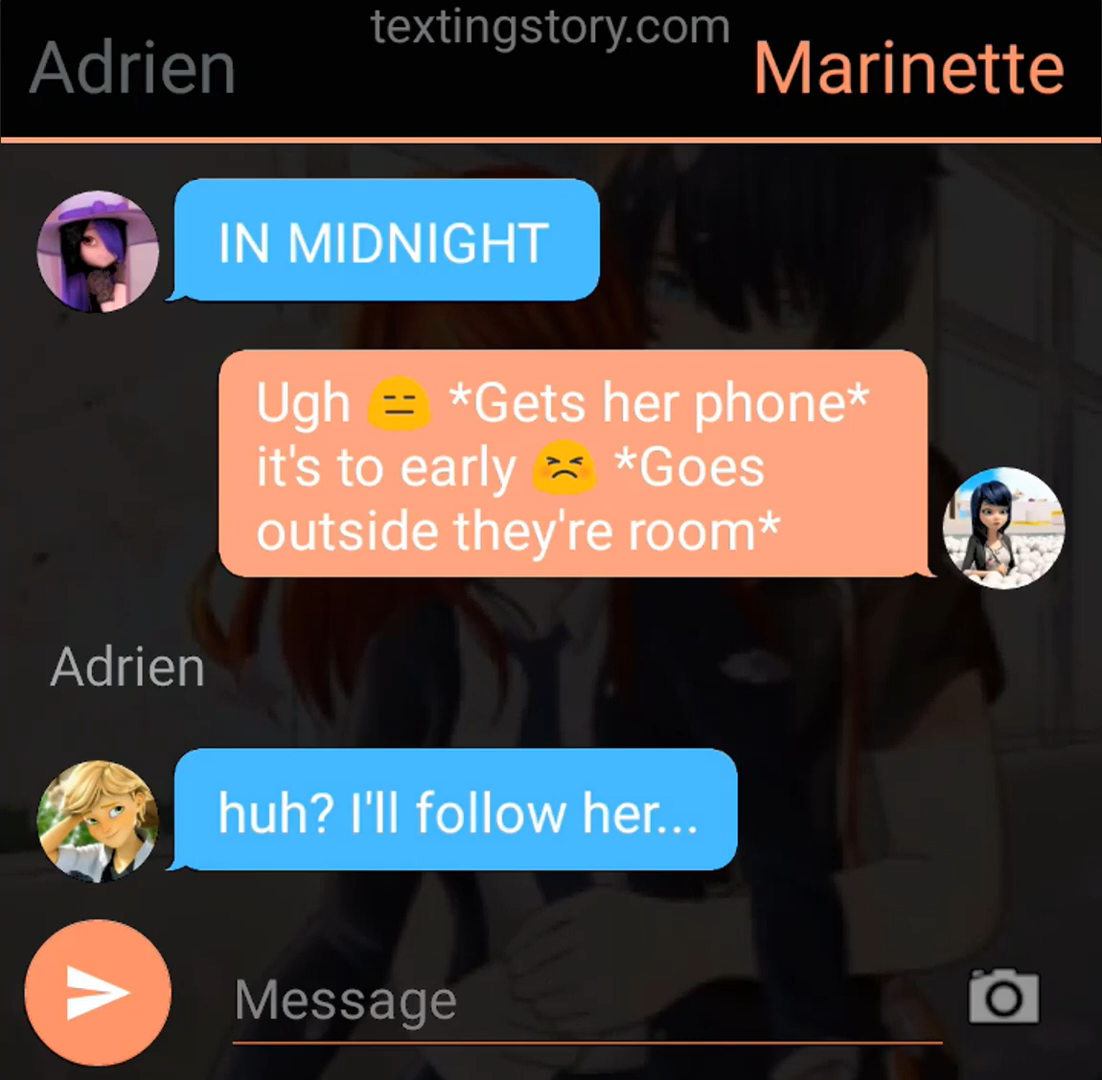 textingstory.com
Adrien Marinette
IN MIDNIGHT
Ugh 😑 *Gets her phone*
it's to early 😣 *Goes
outside they're room*
Adrien
huh? I'll follow her...
Message